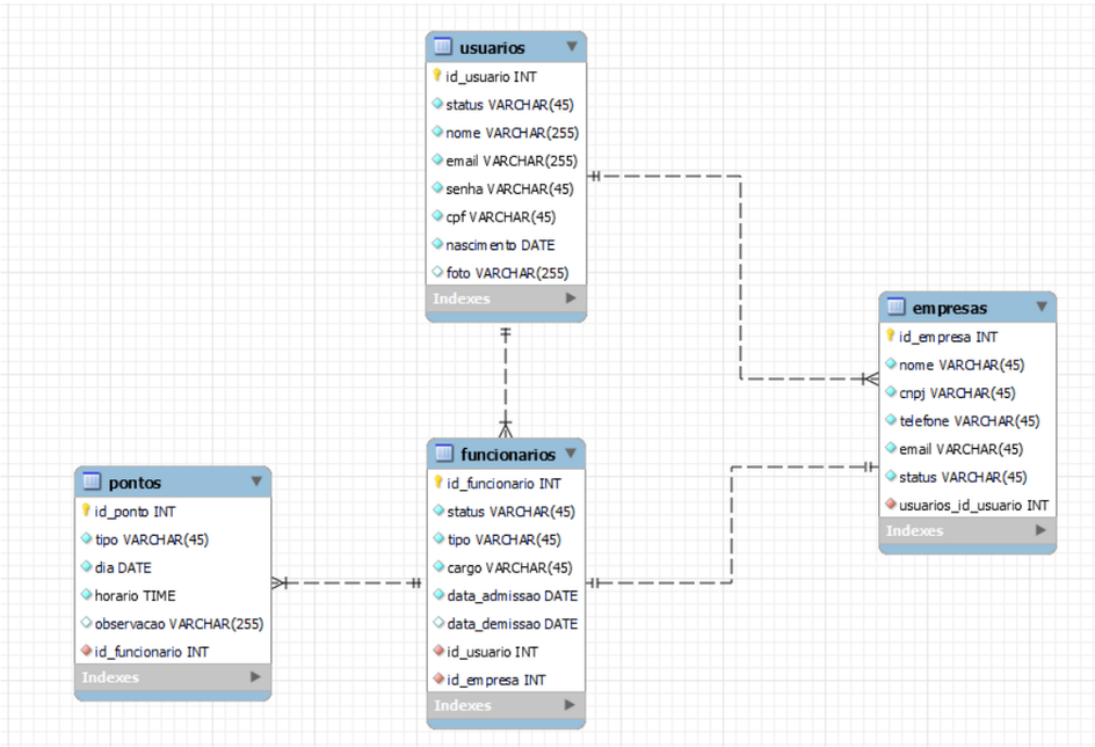 usuarios
id_usuario INT
status VARCHAR(45)
nome VARCHAR(255)
email VARCHAR(255)
senha VARCHAR(45)
cpf VARCHAR(45)
nascimento DATE
foto VARCHAR(255)
Indexes
empresas
id_empresa INT
nome VARCHAR(45)
cnpj VARCHAR(45)
telefone VARCHAR(45)
email VARCHAR(45)
status VARCHAR(45)
usuarios_id_usuario INT
Indexes
funcionarios
id_funcionario INT
status VARCHAR(45)
tipo VARCHAR(45)
cargo VARCHAR(45)
data_admissao DATE
data_demissao DATE
id_usuario INT
id_empresa INT
Indexes
pontos
id_ponto INT
tipo VARCHAR(45)
dia DATE
horario TIME
observacao VARCHAR(255)
id_funcionario INT
Indexes